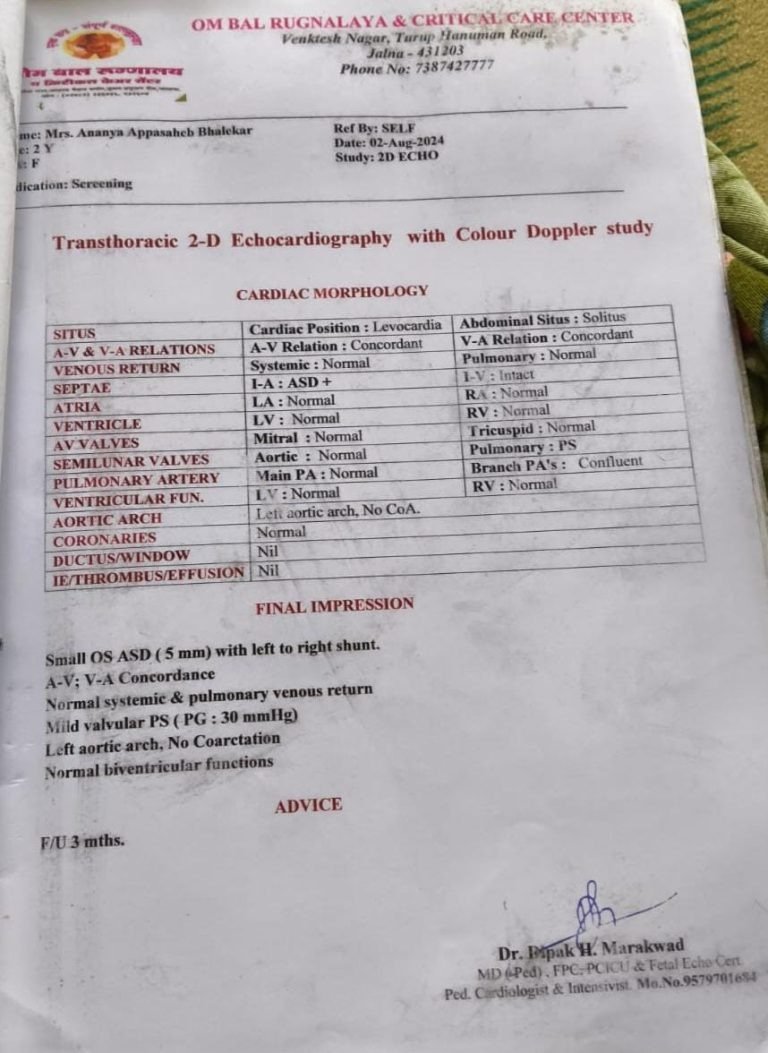 OM BAL RUGNALAYA & CRITICAL CARE CENTER
Venktesh Nagar, Turup Hanuman Road,
Jalna - 431203
Phone No: 7387427777
बाल रुग्णालय
me: Mrs. Ananya Appasaheb Bhalekar
Ref By: SELF
e: 2 Y
Date: 02-Aug-2024
: F
Study: 2D ECHO
dication: Screening
Transthoracic 2-D Echocardiography with Colour Doppler study
CARDIAC MORPHOLOGY
SITUS Cardiac Position : Levocardia Abdominal Situs : Solitus
A-V & V-A RELATIONS A-V Relation : Concordant V-A Relation : Concordant
VENOUS RETURN Systemic : Normal Pulmonary : Normal
SEPTAE I-A : ASD + I-V : Intact
ATRIA LA : Normal RA : Normal
VENTRICLE LV : Normal RV : Normal
AV VALVES Mitral : Normal Tricuspid : Normal
SEMILUNAR VALVES Aortic : Normal Pulmonary : PS
PULMONARY ARTERY Main PA : Normal Branch PA's : Confluent
VENTRICULAR FUN. LV : Normal RV : Normal
AORTIC ARCH Left aortic arch, No CoA.
CORONARIES Normal
DUCTUS/WINDOW Nil
IE/THROMBUS/EFFUSION Nil
FINAL IMPRESSION
Small OS ASD ( 5 mm) with left to right shunt.
A-V; V-A Concordance
Normal systemic & pulmonary venous return
Mild valvular PS ( PG : 30 mmHg)
Left aortic arch, No Coarctation
Normal biventricular functions
ADVICE
F/U 3 mths.
Dr. Dipak H. Marakwad
MD (Ped) , FPC, PCICU & Fetal Echo Cert
Ped. Cardiologist & Intensivist. Mo.No.9579701684